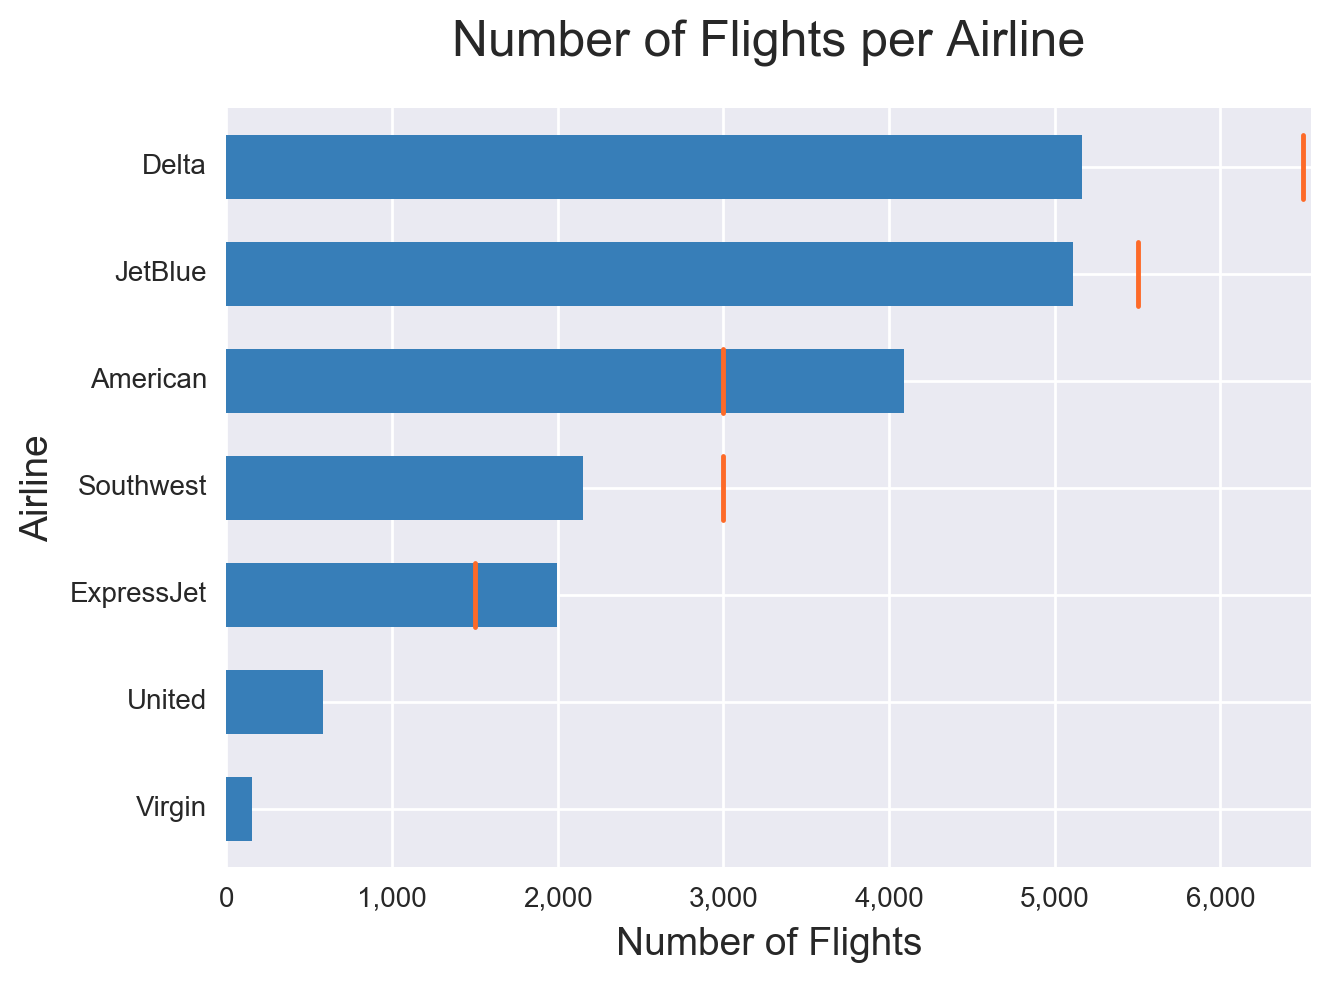 Number of Flights per Airline
Delta
JetBlue
American
Southwest
ExpressJet
United
Virgin
Airline
0 1,000 2,000 3,000 4,000 5,000 6,000
Number of Flights